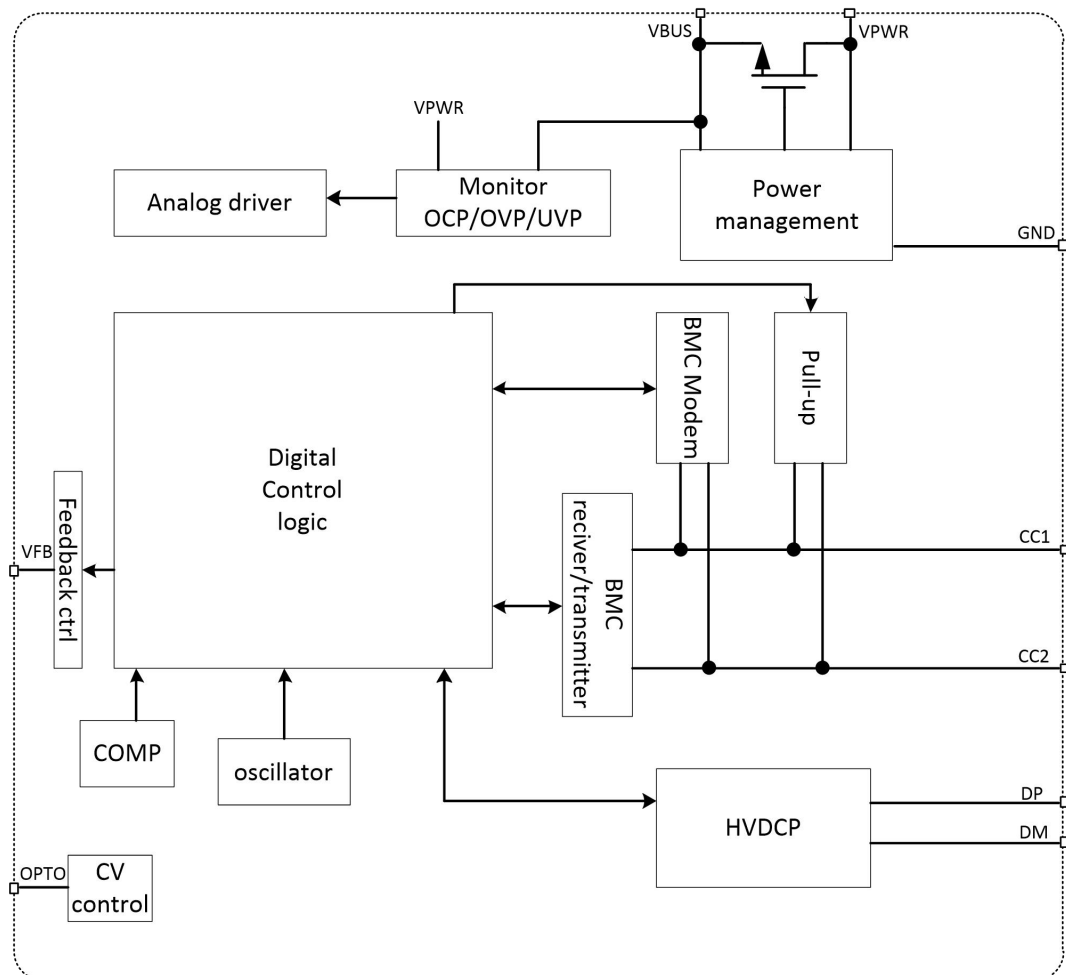 VBUS
VPWR
VPWR
Analog driver
Monitor
OCP/OVP/UVP
Power
management
GND
BMC Modem
Pull-up
Digital
Control
logic
Feedback ctrl
VFB
BMC
reciver/transmitter
CC1
CC2
COMP
oscillator
HVDCP
DP
DM
OPTO
CV
control